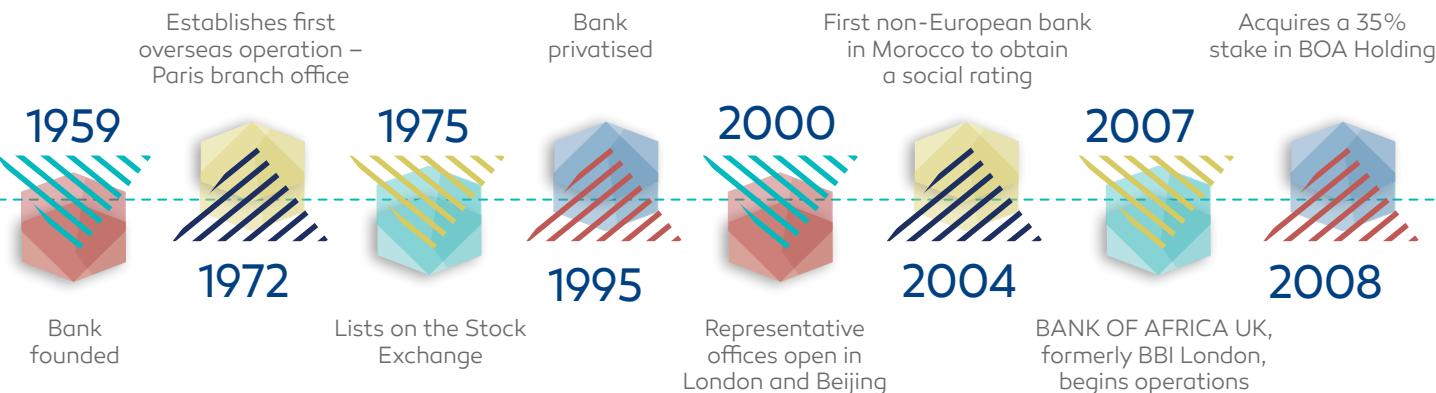 1959
Bank
founded
Establishes first
overseas operation –
Paris branch office
1972
1975
Lists on the Stock
Exchange
Bank
privatised
1995
2000
Representative
offices open in
London and Beijing
First non-European bank
in Morocco to obtain
a social rating
2004
2007
BANK OF AFRICA UK,
formerly BBI London,
begins operations
Acquires a 35%
stake in BOA Holding
2008